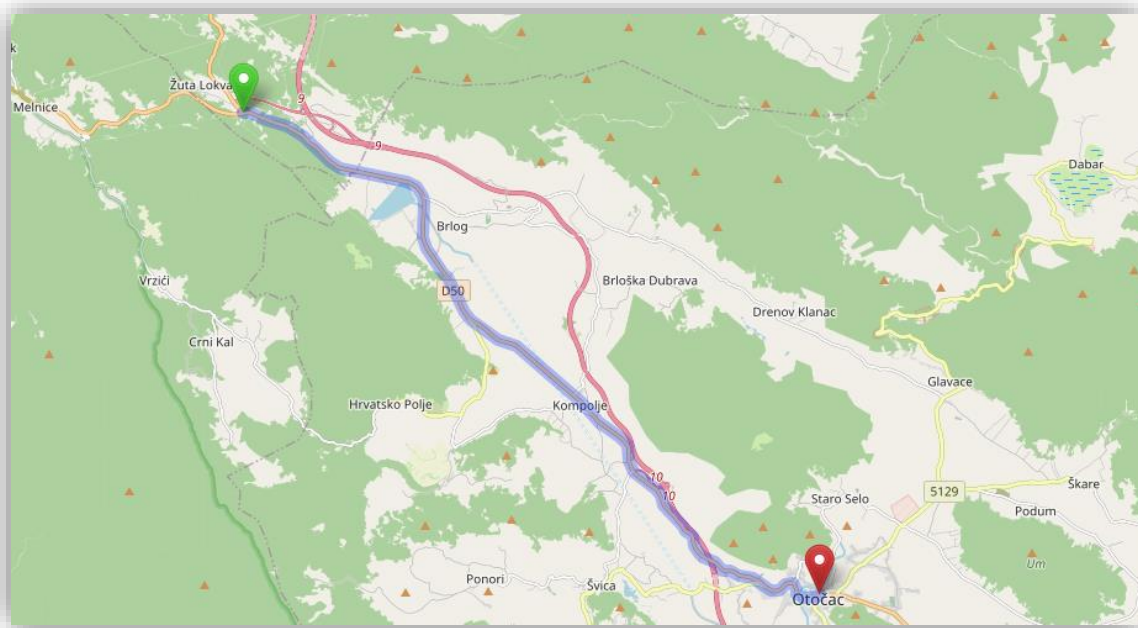 k
Žuta Lokva
9
Melnice
9
Dabar
Brlog
Vrzići
D50
Brloška Dubrava
Drenov Klanac
Crni Kal
Glavace
Hrvatsko Polje
Kompolje
10
10
5129
Škare
Staro Selo
Podum
Um
Ponori
Švica
Otočac